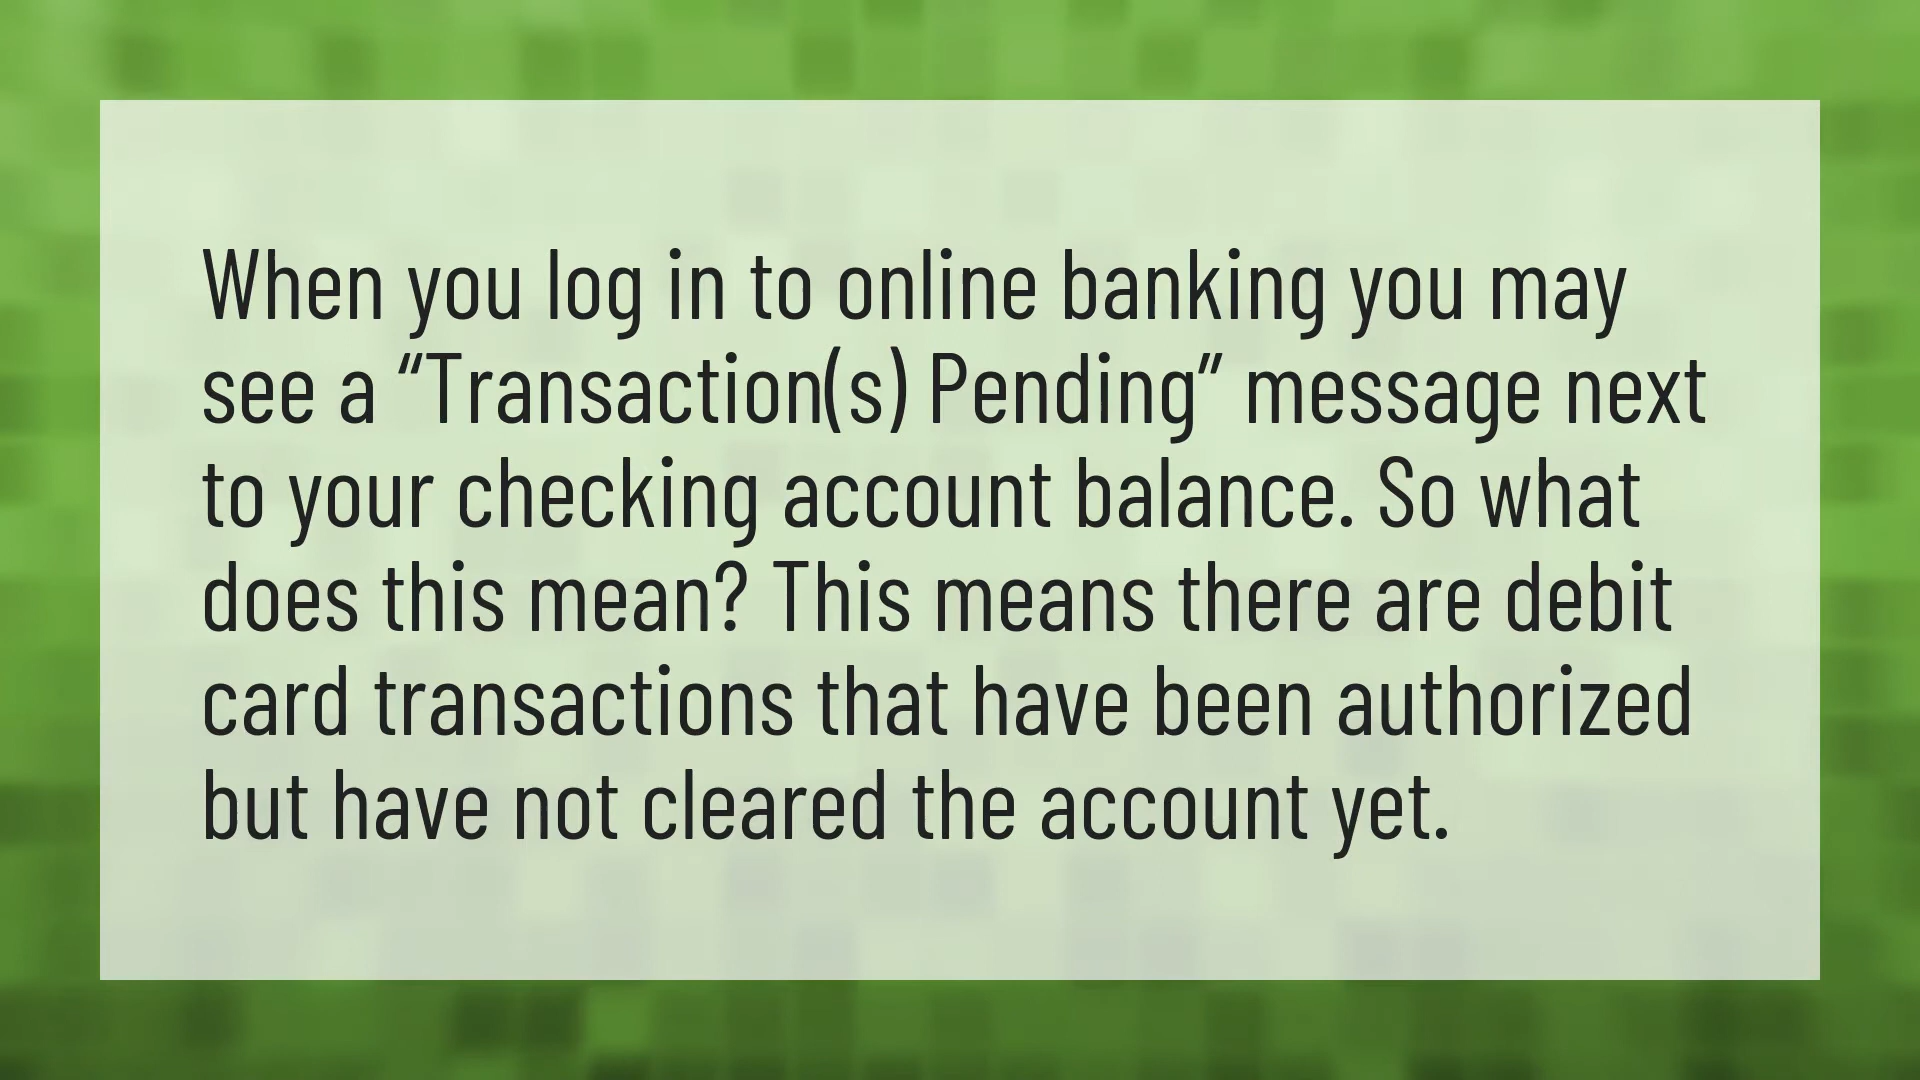 When you log in to online banking you may
see a “Transaction(s) Pending” message next
to your checking account balance. So what
does this mean? This means there are debit
card transactions that have been authorized
but have not cleared the account yet.